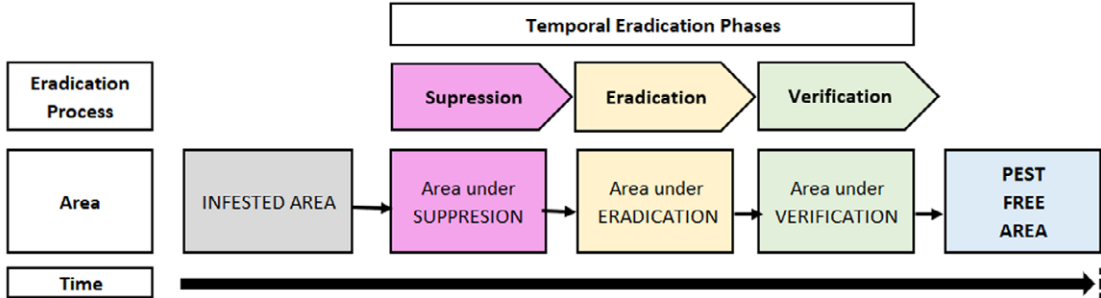 Temporal Eradication Phases
Eradication
Process
Supression
Eradication
Verification
Area
INFESTED AREA
Area under
SUPPRESION
Area under
ERADICATION
Area under
VERIFICATION
PEST
FREE
AREA
Time